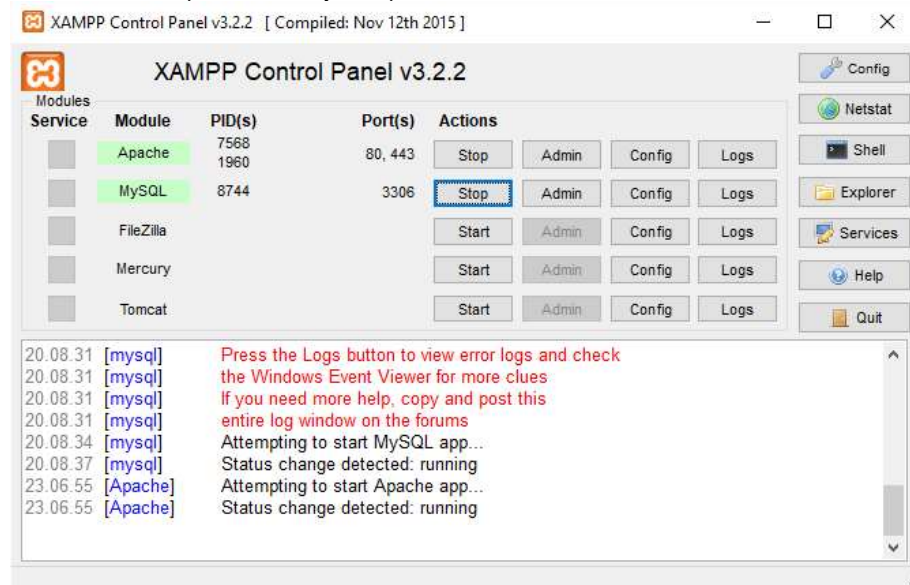 XAMPP Control Panel v3.2.2 [ Compiled: Nov 12th 2015 ]
XAMPP Control Panel v3.2.2
Config
Modules
Service Module PID(s) Port(s) Actions
Netstat
Apache 7568 1960 80, 443 Stop Admin Config Logs
Shell
MySQL 8744 3306 Stop Admin Config Logs
Explorer
FileZilla Start Admin Config Logs
Services
Mercury Start Admin Config Logs
Help
Tomcat Start Admin Config Logs
Quit
20.08.31 [mysql] Press the Logs button to view error logs and check
20.08.31 [mysql] the Windows Event Viewer for more clues
20.08.31 [mysql] If you need more help, copy and post this
20.08.31 [mysql] entire log window on the forums
20.08.34 [mysql] Attempting to start MySQL app...
20.08.37 [mysql] Status change detected: running
23.06.55 [Apache] Attempting to start Apache app...
23.06.55 [Apache] Status change detected: running